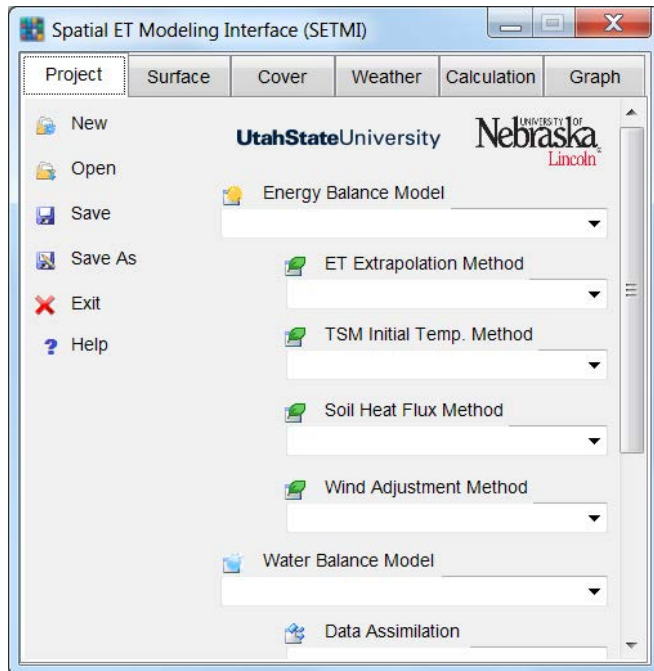 Spatial ET Modeling Interface (SETMI)
Project Surface Cover Weather Calculation Graph
New
Open
Save
Save As
Exit
Help
UtahStateUniversity
UNIVERSITY OF
Nebraska
Lincoln
Energy Balance Model
ET Extrapolation Method
TSM Initial Temp. Method
Soil Heat Flux Method
Wind Adjustment Method
Water Balance Model
Data Assimilation